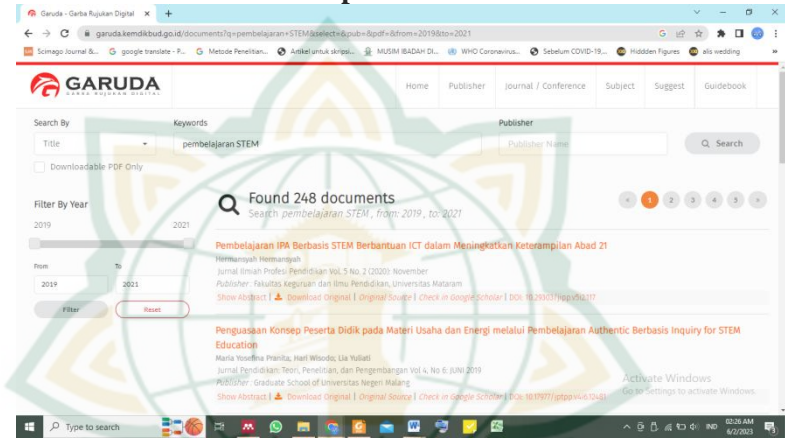 Garuda - Garba Rujukan Digital
garuda.kemdikbud.go.id/documents?q=pembelajaran+STEM&select=&pub=&pdf=&from=2019&to=2021
Scimago Journal &... google translate - P... Metode Penelitian... Artikel untuk skripsi... MUSIM IBADAH DI... WHO Coronavirus... Sebelum COVID-19,... Hiddden Figures alis wedding
GARUDA
GARBA RUJUKAN DIGITAL
Home Publisher Journal / Conference Subject Suggest Guidebook
Search By Keywords Publisher
Title pembelajaran STEM Publisher Name Search
Downloadable PDF Only
Filter By Year
2019 2021
From To
2019 2021
Filter Reset
Found 248 documents
Search pembelajaran STEM , from: 2019 , to: 2021
< 1 2 3 4 5 >
Pembelajaran IPA Berbasis STEM Berbantuan ICT dalam Meningkatkan Keterampilan Abad 21
Hermansyah Hermansyah
Jurnal Ilmiah Profesi Pendidikan Vol. 5 No. 2 (2020): November
Publisher : Fakultas Keguruan dan Ilmu Pendidikan, Universitas Mataram
Show Abstract | Download Original | Original Source | Check in Google Scholar | DOI:
Penguasaan Konsep Peserta Didik pada Materi Usaha dan Energi melalui Pembelajaran Authentic Berbasis Inquiry for STEM
Education
Maria Yosefina Pranita; Hari Wisodo; Lia Yuliati
Jurnal Pendidikan: Teori, Penelitian, dan Pengembangan Vol 4, No 6: JUNI 2019
Publisher : Graduate School of Universitas Negeri Malang
Show Abstract | Download Original | Original Source | Check in Google Scholar | DOI:
Activate Windows
Go to Settings to activate Windows.
Type to search
IND
02:26 AM
6/2/2023